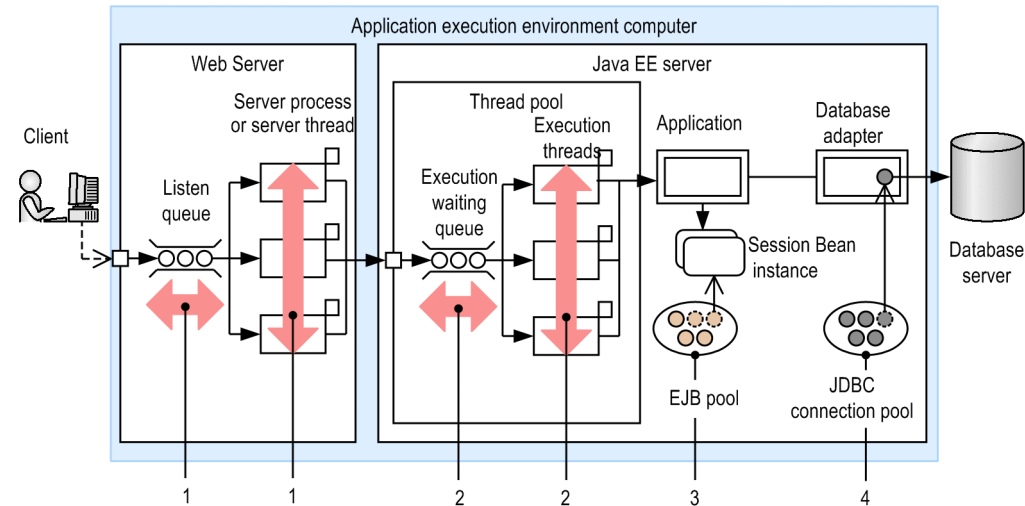 Application execution environment computer
Web Server
Java EE server
Server process
or server thread
Thread pool
Execution
threads
Application
Database
adapter
Client
Listen
queue
Execution
waiting
queue
Session Bean
instance
Database
server
EJB pool
JDBC
connection pool
1
1
2
2
3
4